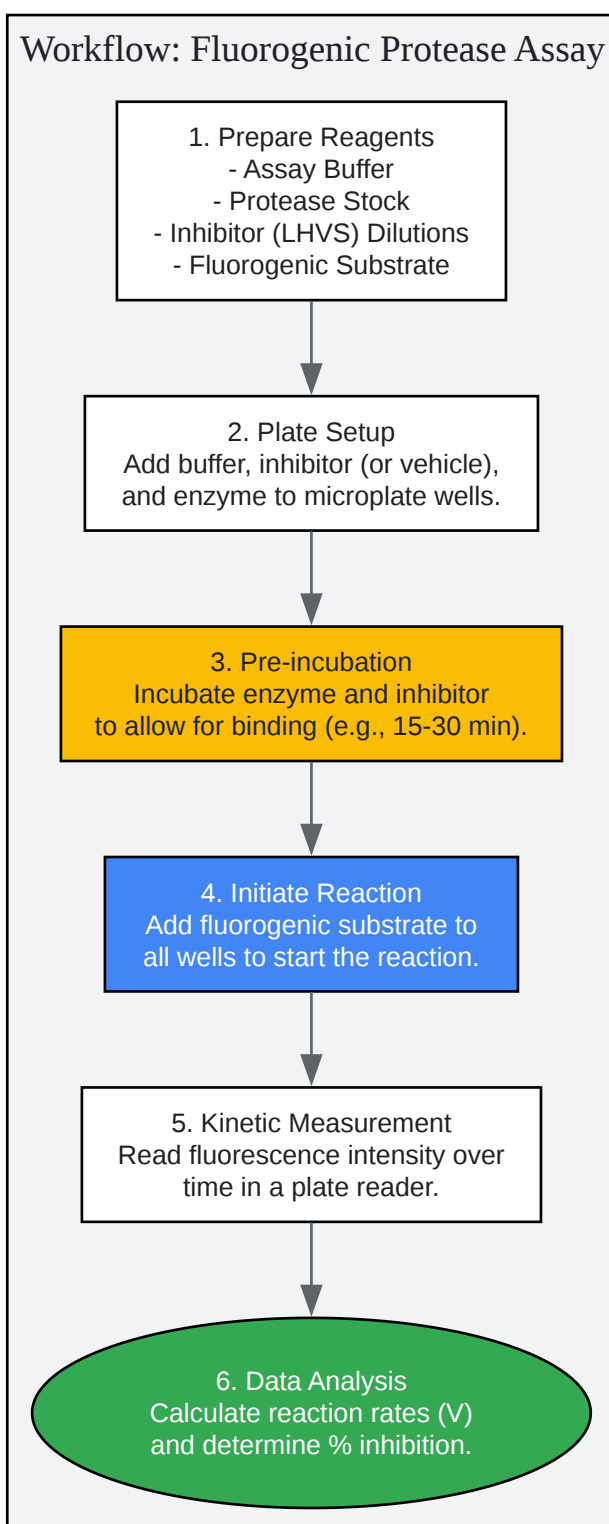 Workflow: Fluorogenic Protease Assay
1. Prepare Reagents
- Assay Buffer
- Protease Stock
- Inhibitor (LHVS) Dilutions
- Fluorogenic Substrate
2. Plate Setup
Add buffer, inhibitor (or vehicle),
and enzyme to microplate wells.
3. Pre-incubation
Incubate enzyme and inhibitor
to allow for binding (e.g., 15-30 min).
4. Initiate Reaction
Add fluorogenic substrate to
all wells to start the reaction.
5. Kinetic Measurement
Read fluorescence intensity over
time in a plate reader.
6. Data Analysis
Calculate reaction rates (V)
and determine % inhibition.